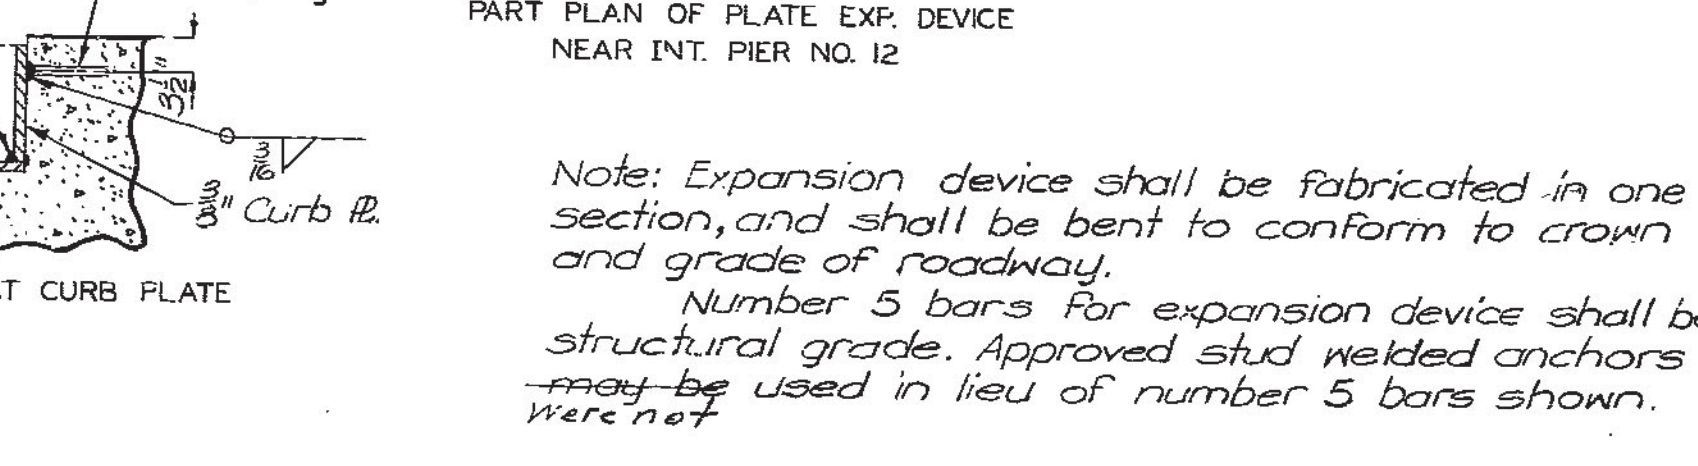 PART PLAN OF PLATE EXP. DEVICE
NEAR INT. PIER NO. 12
3½"
3/16
3/8" Curb PL.
T CURB PLATE
Note: Expansion device shall be fabricated in one
section, and shall be bent to conform to crown
and grade of roadway.
Number 5 bars for expansion device shall be
structural grade. Approved stud welded anchors
may be used in lieu of number 5 bars shown.
were not